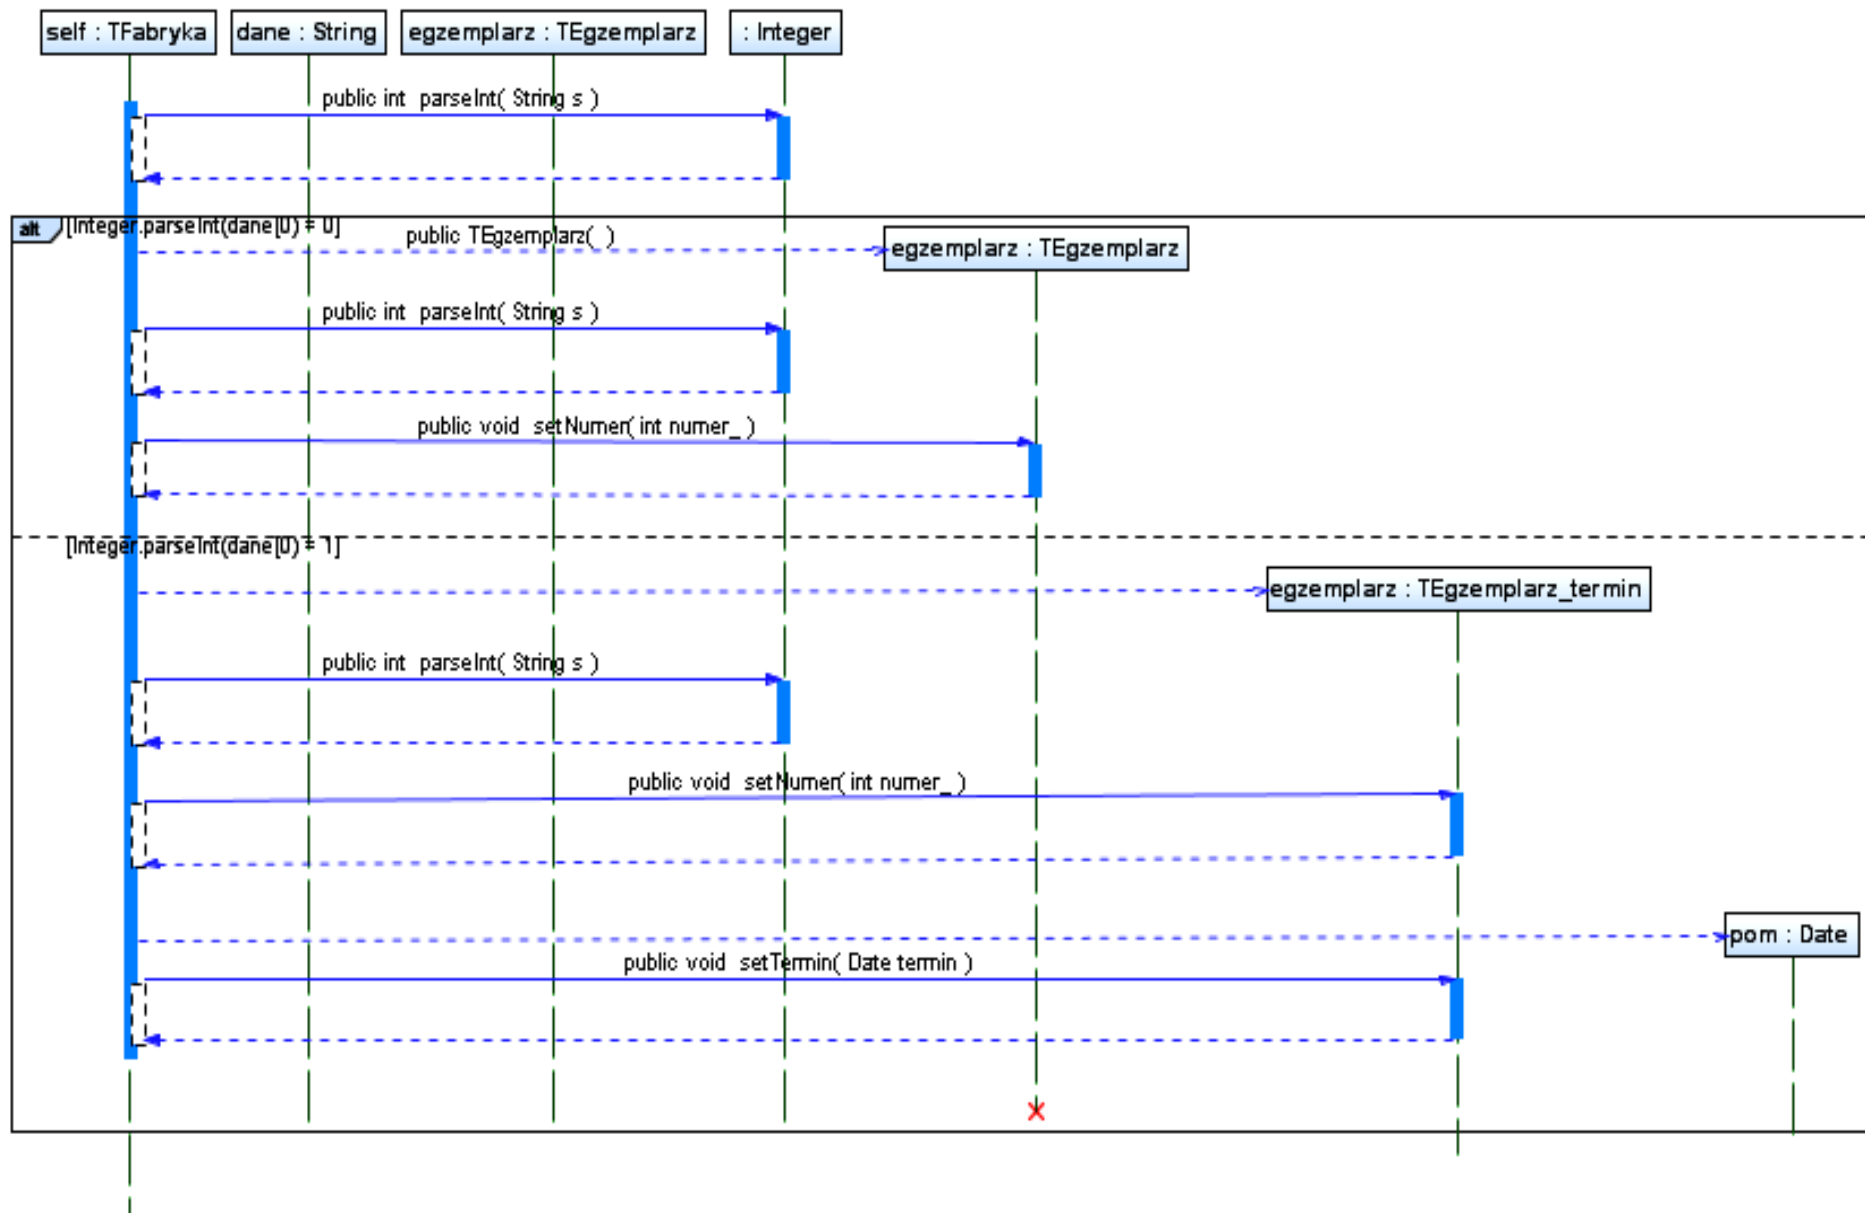 self : TFabryka
dane : String
egzemplarz : TEgzemplarz
: Integer
public int parseInt( String s )
alt
[Integer.parseInt(dane[0) = 0]
public TEgzemplarz( )
egzemplarz : TEgzemplarz
public int parseInt( String s )
public void setNumer( int numer_ )
[Integer.parseInt(dane[0) = 1]
egzemplarz : TEgzemplarz_termin
public int parseInt( String s )
public void setNumer( int numer_ )
pom : Date
public void setTermin( Date termin )